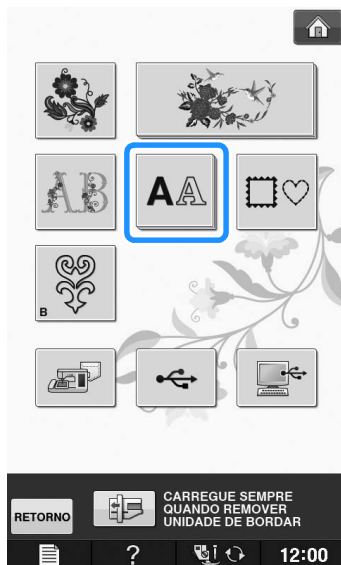 AB
AA
B
RETORNO
CARREGUE SEMPRE
QUANDO REMOVER
UNIDADE DE BORDAR
?
12:00